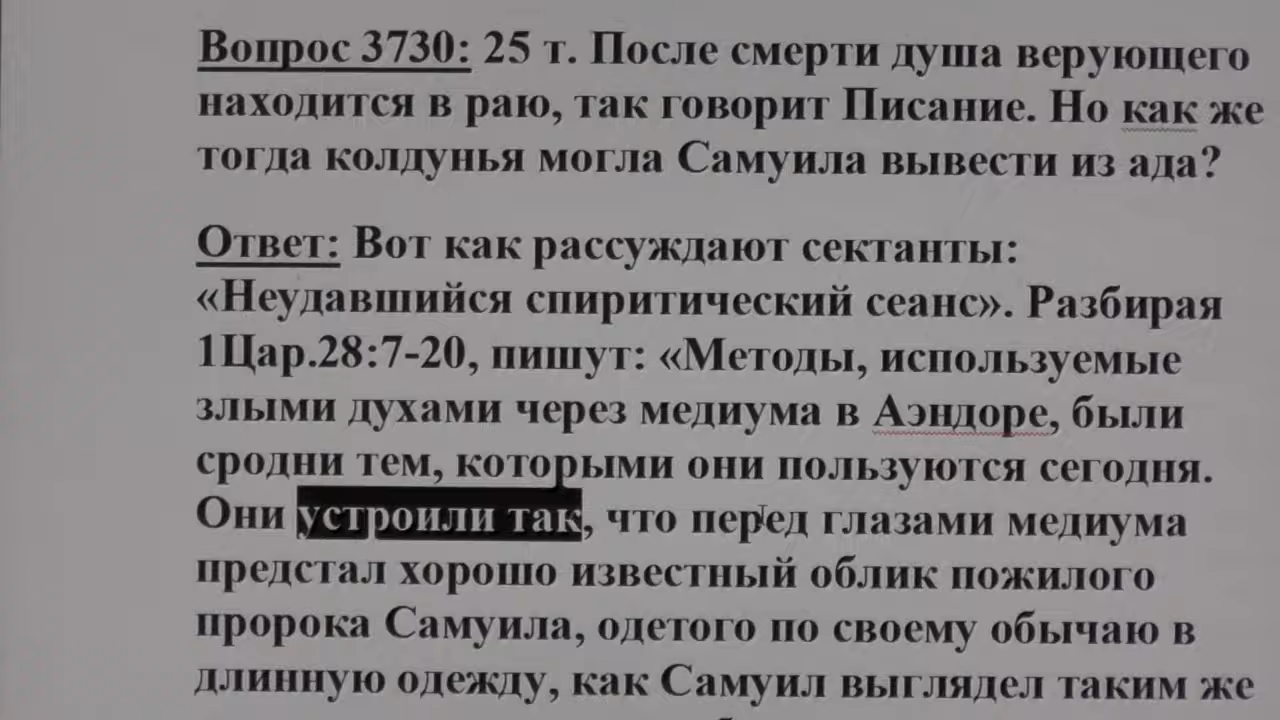 Вопрос 3730: 25 т. После смерти душа верующего
находится в раю, так говорит Писание. Но как же
тогда колдунья могла Самуила вывести из ада?
Ответ: Вот как рассуждают сектанты:
«Неудавшийся спиритический сеанс». Разбирая
1Цар.28:7-20, пишут: «Методы, используемые
злыми духами через медиума в Аэндоре, были
сродни тем, которыми они пользуются сегодня.
Они устроили так, что перед глазами медиума
предстал хорошо известный облик пожилого
пророка Самуила, одетого по своему обычаю в
длинную одежду, как Самуил выглядел таким же